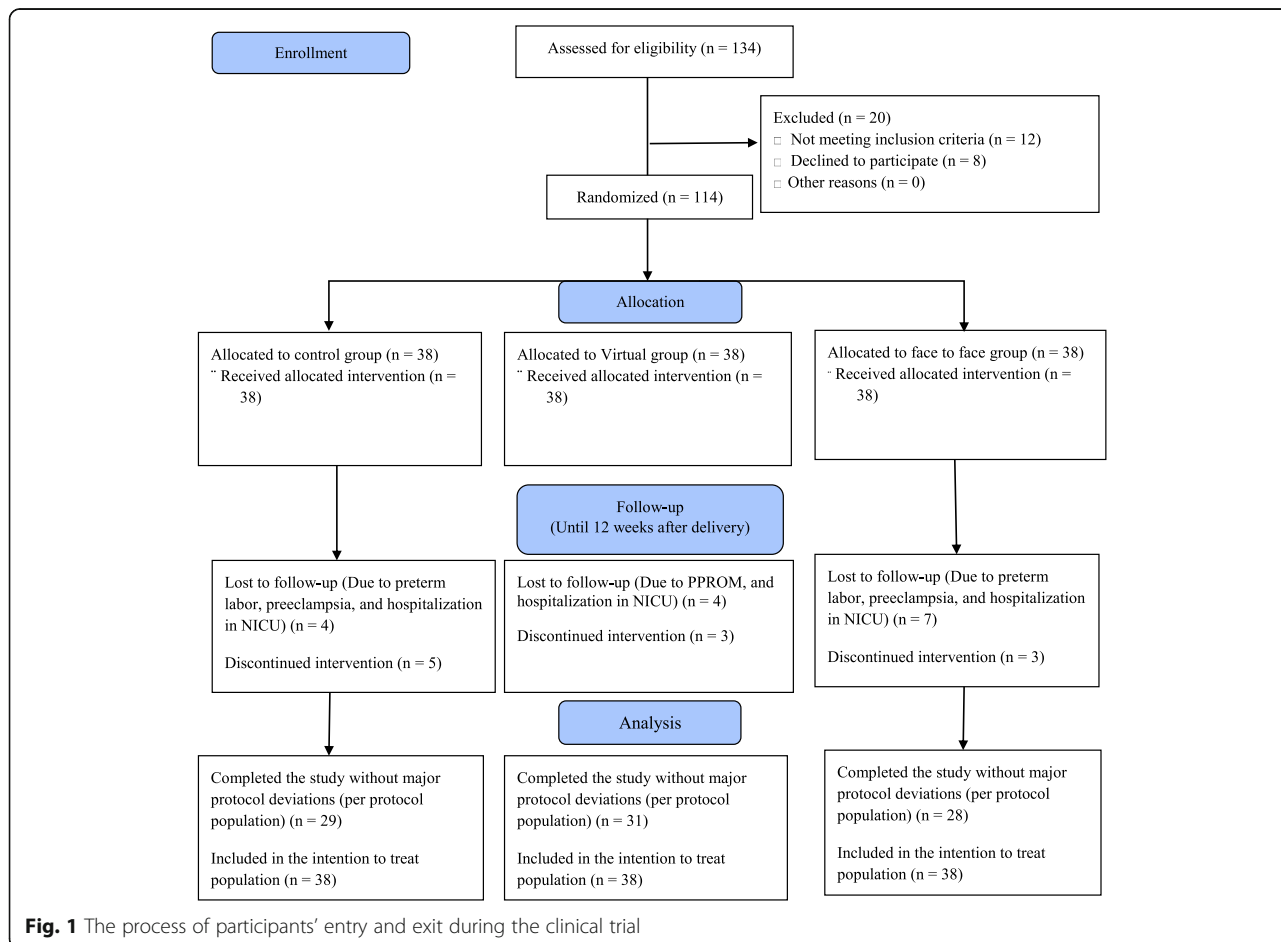 Enrollment
Assessed for eligibility (n = 134)
Excluded (n = 20)
□ Not meeting inclusion criteria (n = 12)
□ Declined to participate (n = 8)
□ Other reasons (n = 0)
Randomized (n = 114)
Allocation
Allocated to control group (n = 38)
¨ Received allocated intervention (n =
38)
Allocated to Virtual group (n = 38)
¨ Received allocated intervention (n =
38)
Allocated to face to face group (n = 38)
¨ Received allocated intervention (n =
38)
Follow-up
(Until 12 weeks after delivery)
Lost to follow-up (Due to preterm
labor, preeclampsia, and hospitalization
in NICU) (n = 4)
Discontinued intervention (n = 5)
Lost to follow-up (Due to PPROM, and
hospitalization in NICU) (n = 4)
Discontinued intervention (n = 3)
Lost to follow-up (Due to preterm
labor, preeclampsia, and hospitalization
in NICU) (n = 7)
Discontinued intervention (n = 3)
Analysis
Completed the study without major
protocol deviations (per protocol
population) (n = 29)
Included in the intention to treat
population (n = 38)
Completed the study without major
protocol deviations (per protocol
population) (n = 31)
Included in the intention to treat
population (n = 38)
Completed the study without major
protocol deviations (per protocol
population) (n = 28)
Included in the intention to treat
population (n = 38)
Fig. 1 The process of participants’ entry and exit during the clinical trial